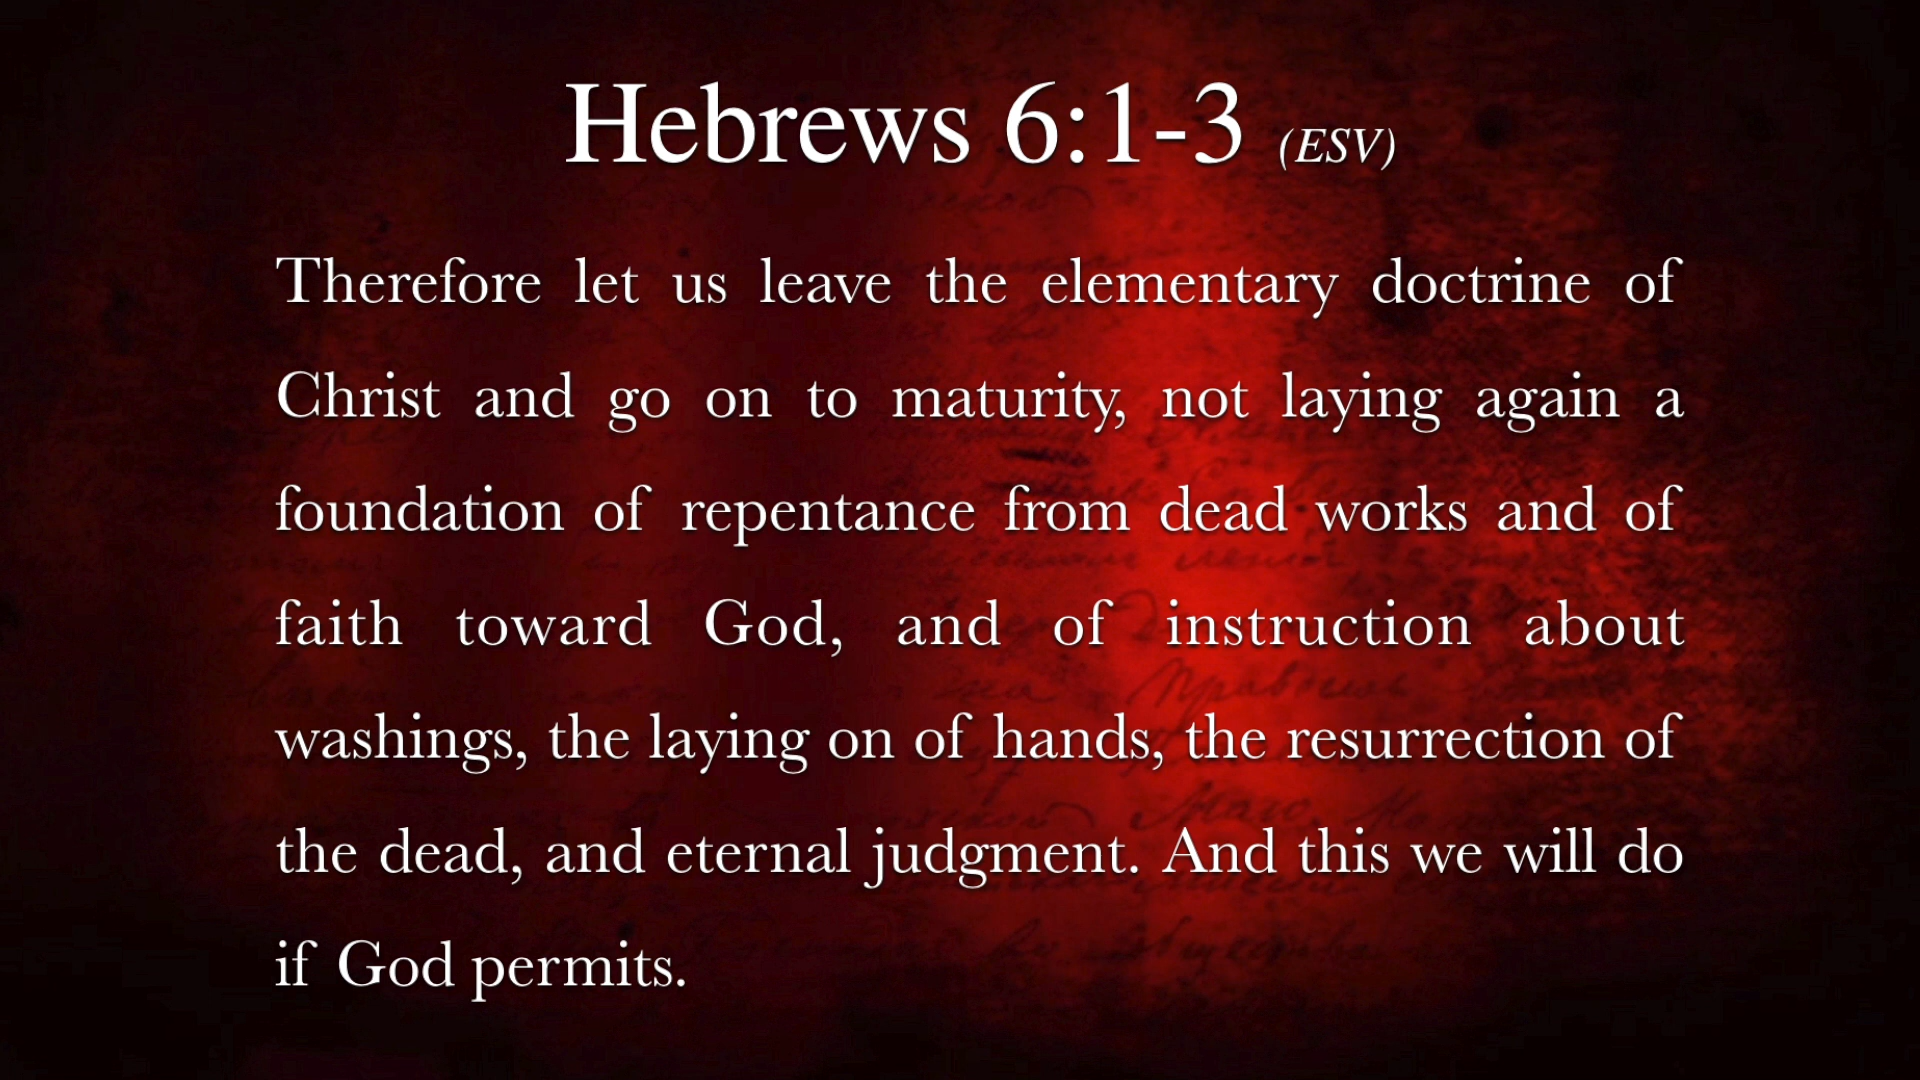 Hebrews 6:1-3 (ESV)
Therefore let us leave the elementary doctrine of
Christ and go on to maturity, not laying again a
foundation of repentance from dead works and of
faith toward God, and of instruction about
washings, the laying on of hands, the resurrection of
the dead, and eternal judgment. And this we will do
if God permits.